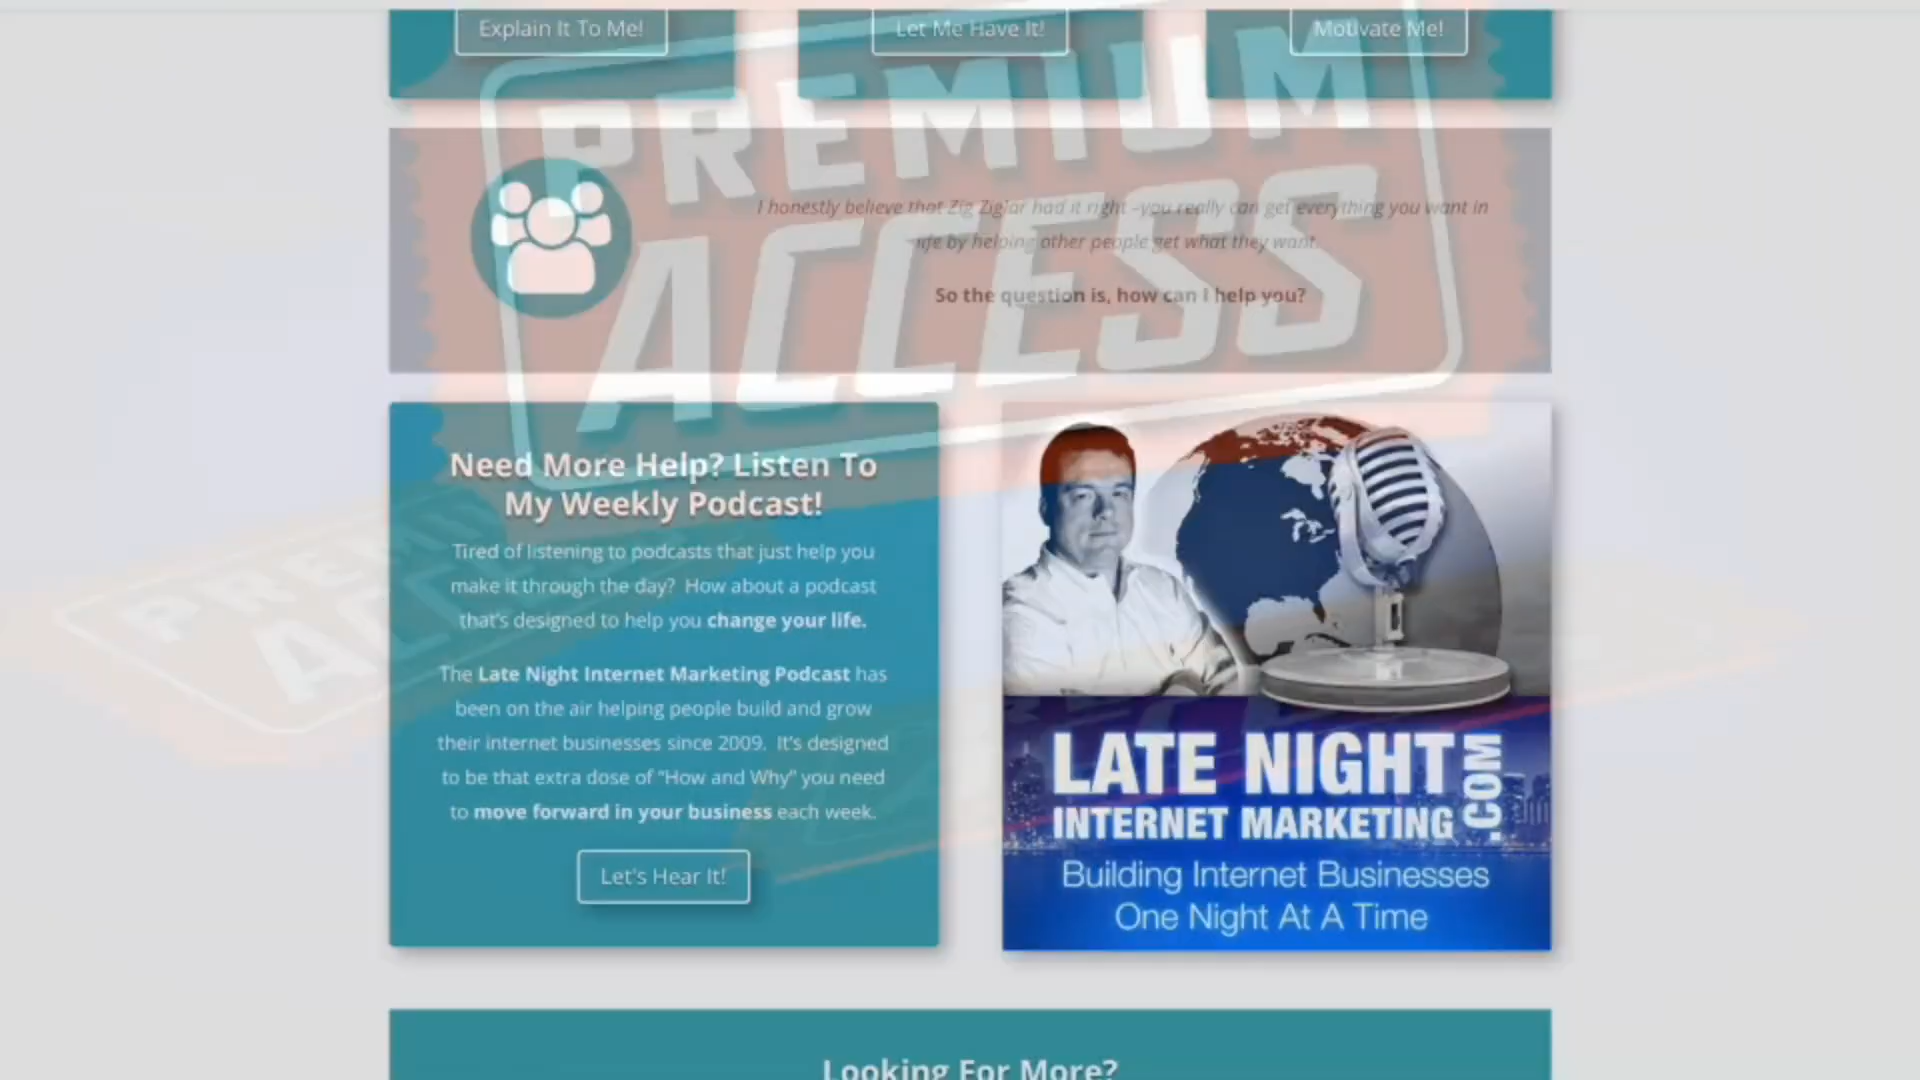 Explain It To Me!
Let Me Have It!
Motivate Me!
PREMIUM
ACCESS
I honestly believe that Zig Ziglar had it right -you really can get everything you want in
life by helping other people get what they want.
So the question is, how can I help you?
Need More Help? Listen To
My Weekly Podcast!
Tired of listening to podcasts that just help you
make it through the day? How about a podcast
that's designed to help you change your life.
The Late Night Internet Marketing Podcast has
been on the air helping people build and grow
their internet businesses since 2009. It's designed
to be that extra dose of "How and Why" you need
to move forward in your business each week.
Let's Hear It!
LATE NIGHT
INTERNET MARKETING
.COM
Building Internet Businesses
One Night At A Time
PREMIU
ACCE
Looking For More?